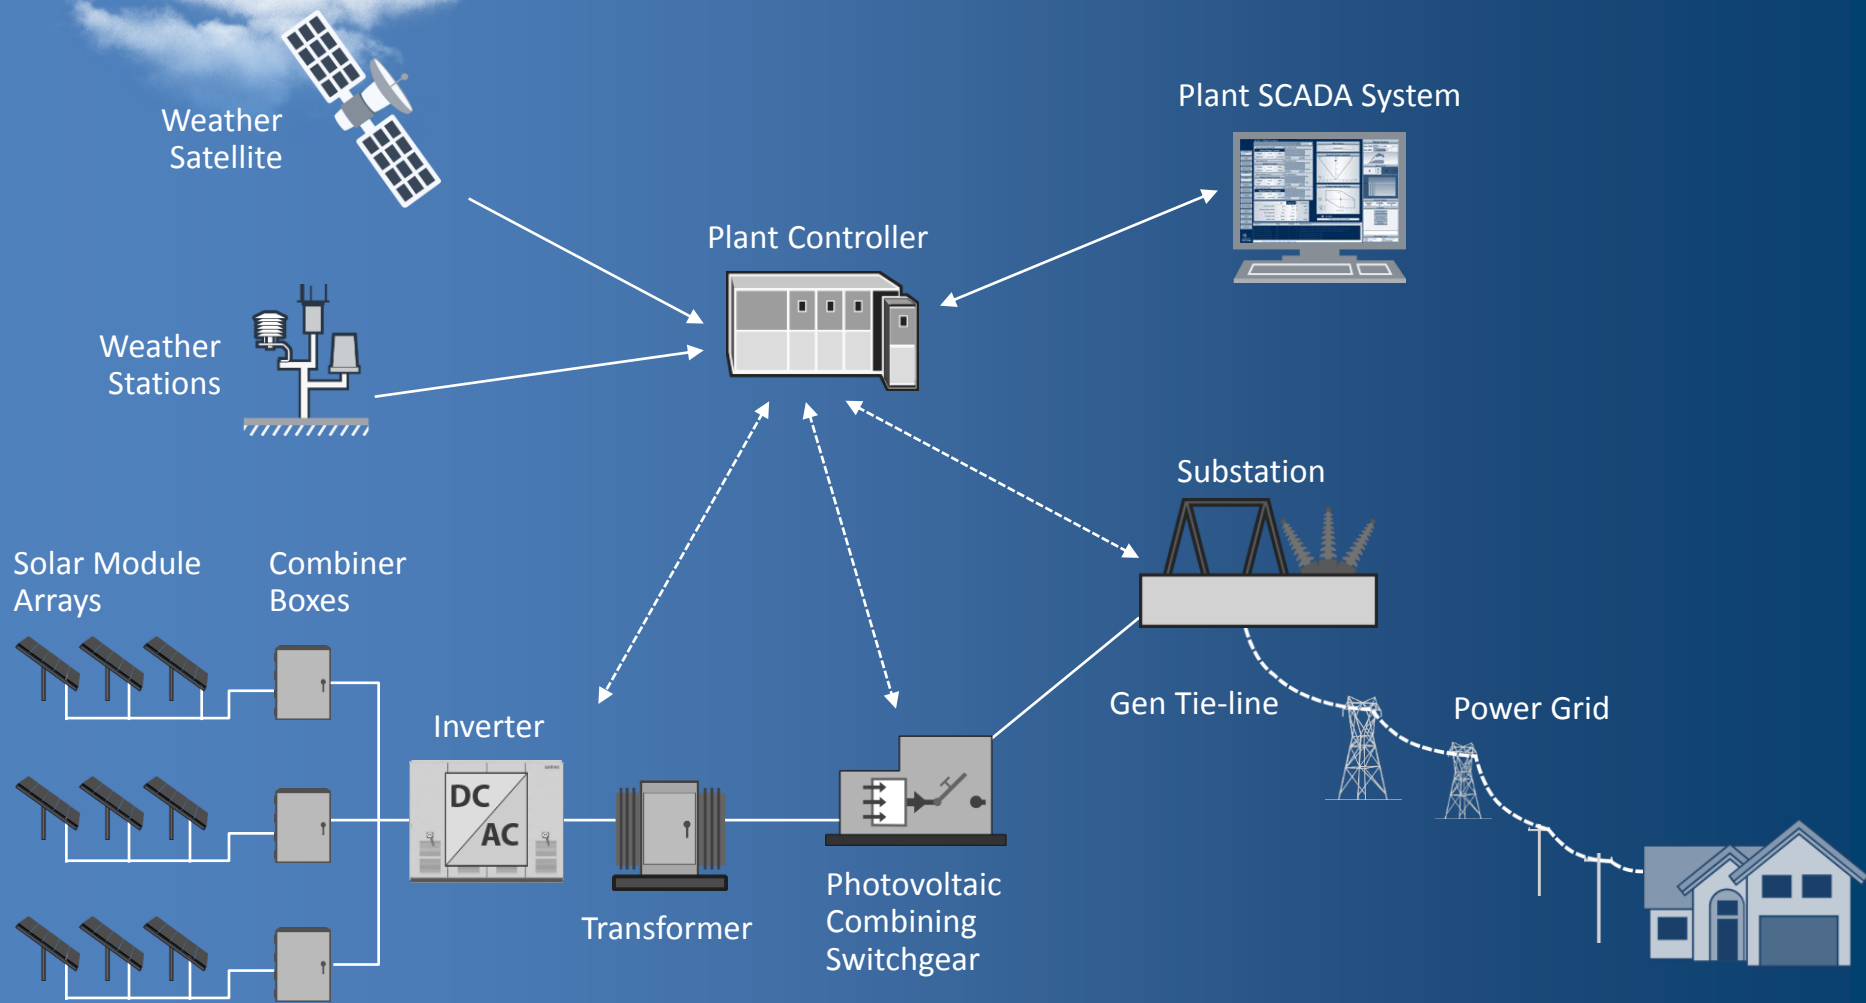 Weather
Satellite
Plant SCADA System
Plant Controller
Weather
Stations
Substation
Solar Module
Arrays
Combiner
Boxes
Gen Tie-line
Power Grid
Inverter
DC
AC
Transformer
Photovoltaic
Combining
Switchgear